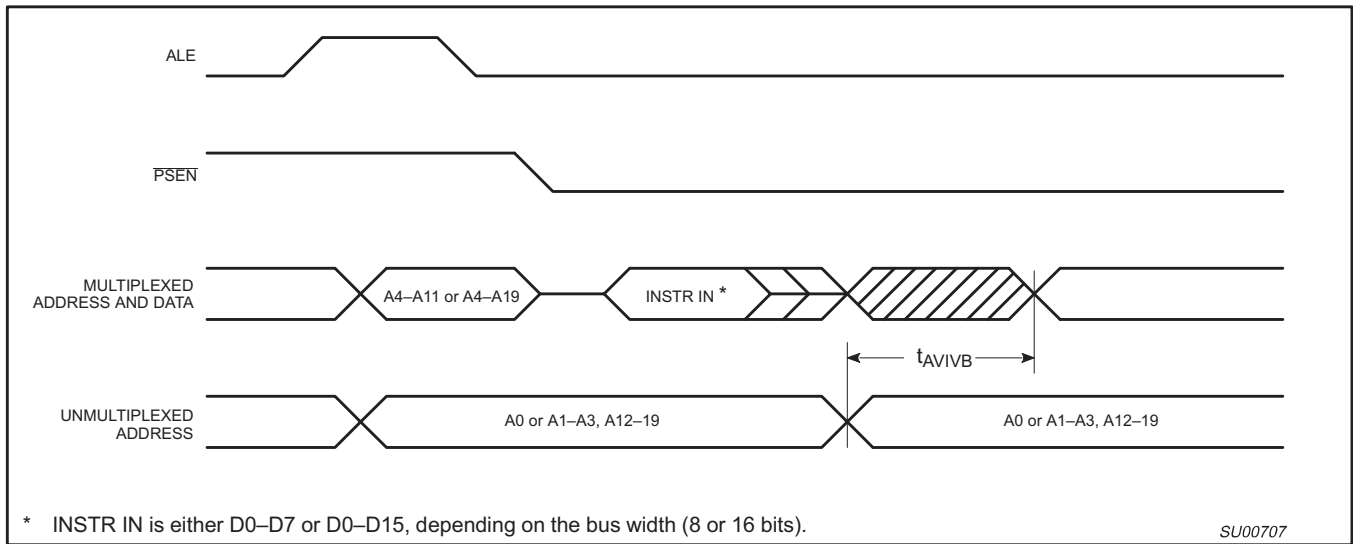 ALE
PSEN
MULTIPLEXED
ADDRESS AND DATA
A4–A11 or A4–A19
INSTR IN *
tAVIVB
UNMULTIPLEXED
ADDRESS
A0 or A1–A3, A12–19
A0 or A1–A3, A12–19
* INSTR IN is either D0–D7 or D0–D15, depending on the bus width (8 or 16 bits).
SU00707